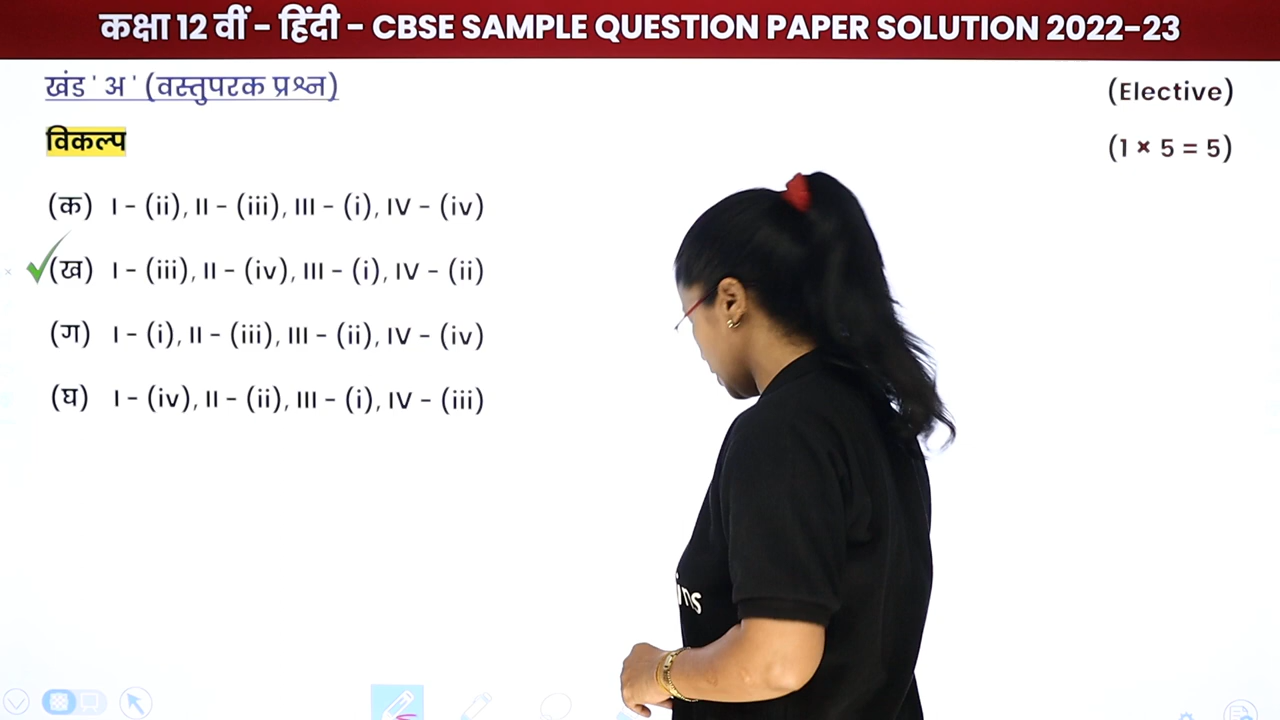 कक्षा 12 वीं - हिंदी - CBSE SAMPLE QUESTION PAPER SOLUTION 2022-23
खंड ' अ ' (वस्तुपरक प्रश्न)
(Elective)
विकल्प
(1 × 5 = 5)
(क) I - (ii), II - (iii), III - (i), IV - (iv)
(ख) I - (iii), II - (iv), III - (i), IV - (ii)
(ग) I - (i), II - (iii), III - (ii), IV - (iv)
(घ) I - (iv), II - (ii), III - (i), IV - (iii)